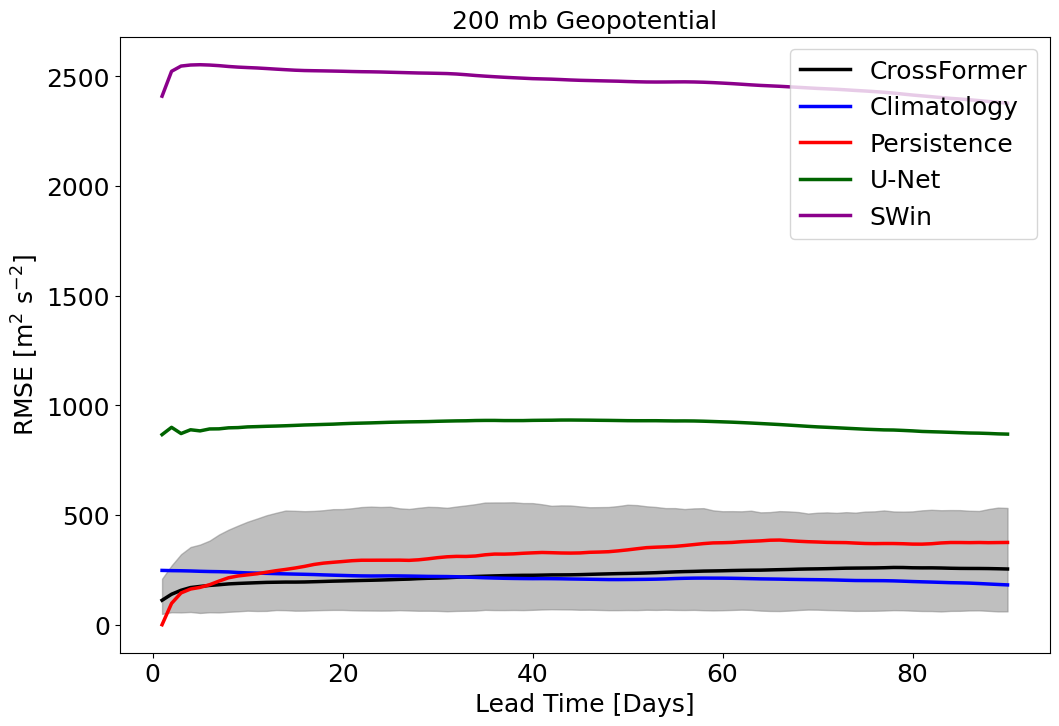 200 mb Geopotential
CrossFormer
Climatology
Persistence
U-Net
SWin
RMSE [m² s⁻²]
2500
2000
1500
1000
500
0
0 20 40 60 80
Lead Time [Days]